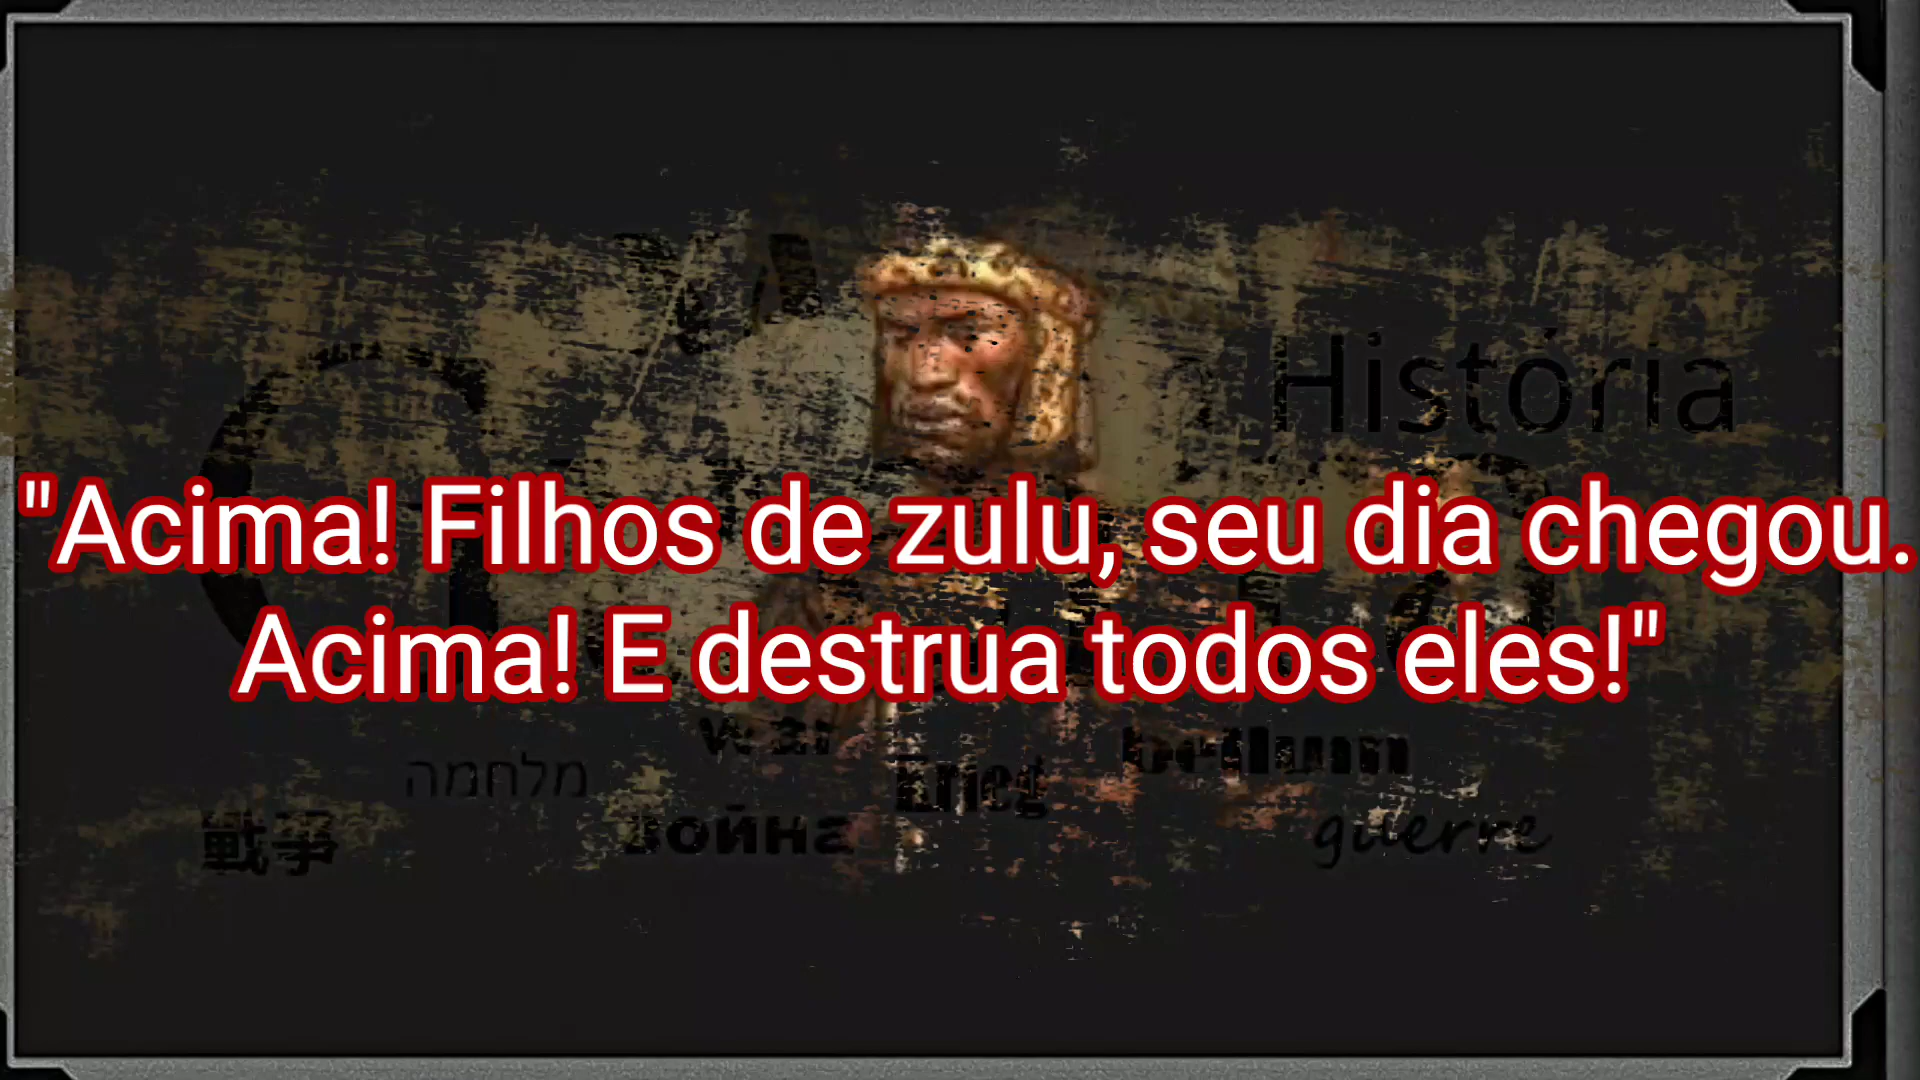 História
"Acima! Filhos de zulu, seu dia chegou.
Acima! E destrua todos eles!"
war
bellum
מלחמה
Krieg
戰爭
война
guerre